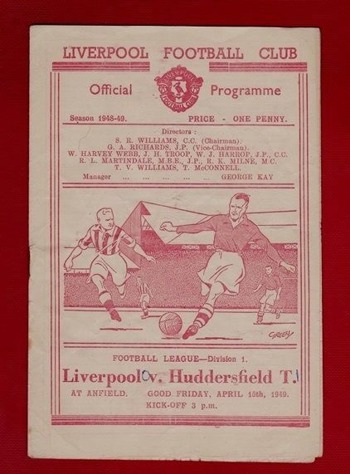 LIVERPOOL FOOTBALL CLUB
Official Programme
Season 1948-49. PRICE - ONE PENNY.
Directors :
S. R. WILLIAMS, C.C. (Chairman).
G. A. RICHARDS, J.P. (Vice-Chairman).
W. HARVEY WEBB, J. H. TROOP, W. J. HARROP, J.P., C.C.
R. L. MARTINDALE, M.B.E., J.P., R. K. MILNE, M.C.
T. V. WILLIAMS, T. McCONNELL.
Manager ... ... ... ... GEORGE KAY
FOOTBALL LEAGUE—Division 1.
Liverpool 0 v. Huddersfield T. 1
AT ANFIELD. GOOD FRIDAY, APRIL 15th, 1949.
KICK-OFF 3 p.m.